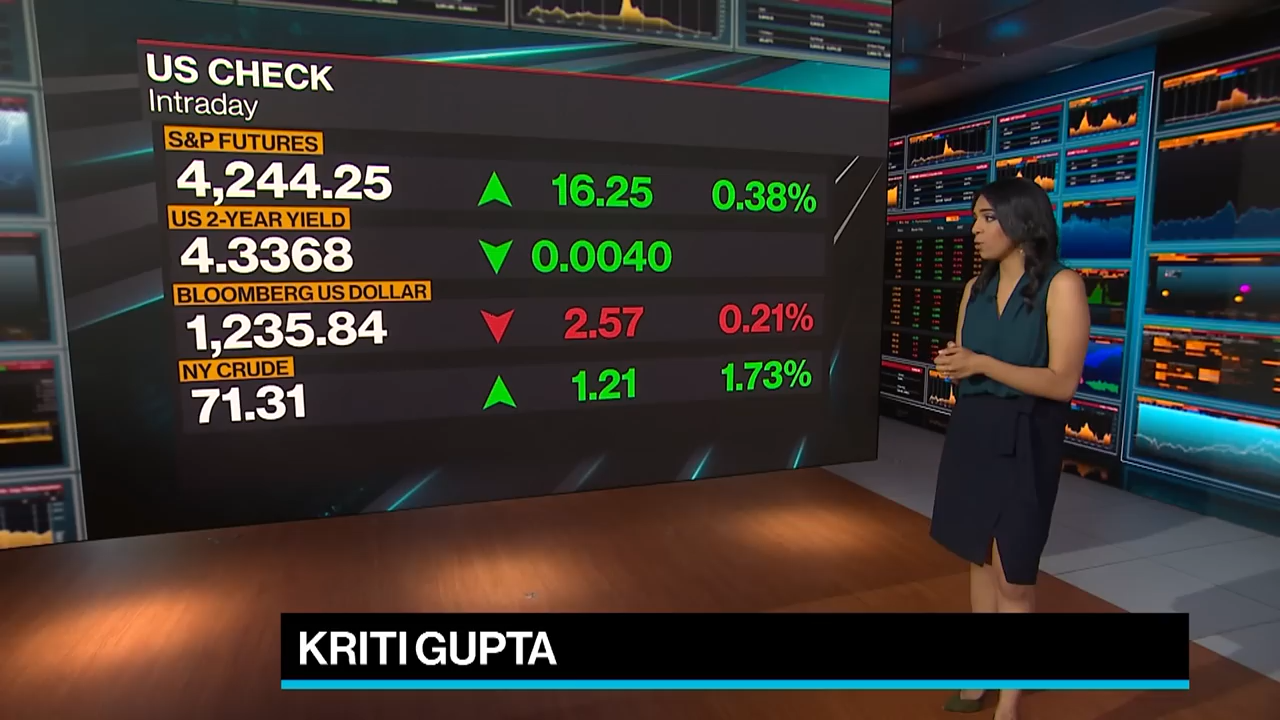 US CHECK
Intraday
S&P FUTURES
4,244.25 16.25 0.38%
US 2-YEAR YIELD
4.3368 0.0040
BLOOMBERG US DOLLAR
1,235.84 2.57 0.21%
NY CRUDE
71.31 1.21 1.73%
KRITI GUPTA